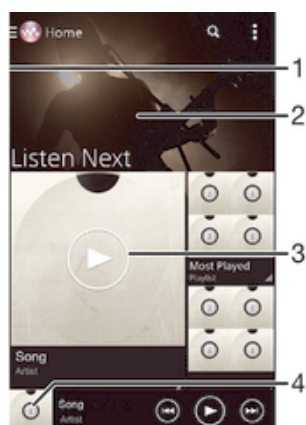 Home
1
2
Listen Next
3
Most Played
Playlist
Song
Artist
4
Song
Artist